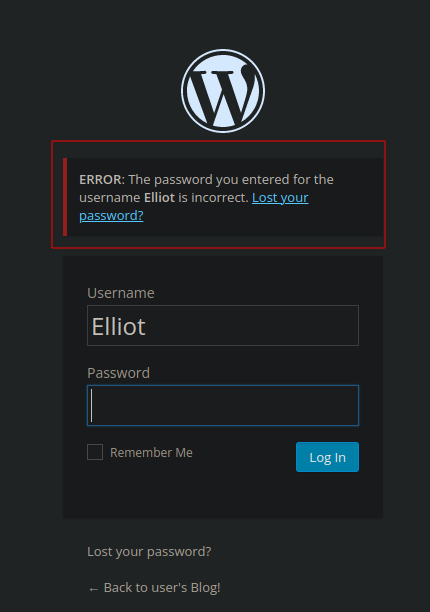 ERROR: The password you entered for the
username Elliot is incorrect. Lost your
password?
Username
Elliot
Password
Remember Me
Log In
Lost your password?
← Back to user's Blog!